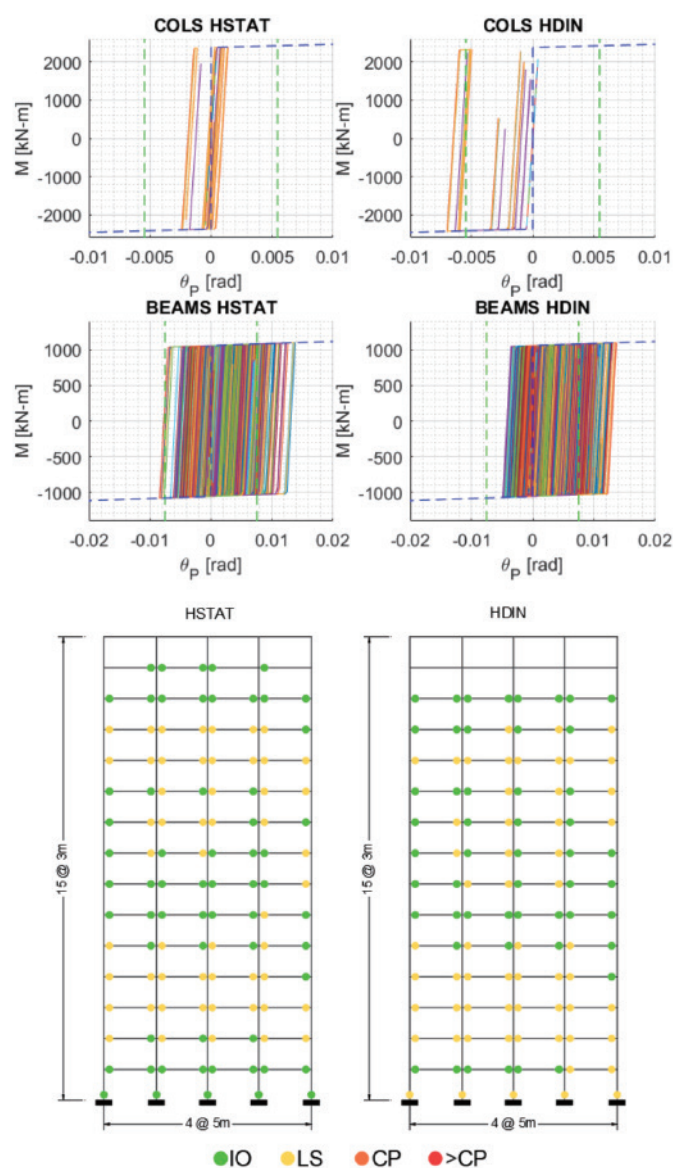 COLS HSTAT
COLS HDIN
M [kN-m]
2000
1000
0
-1000
-2000
-0.01 -0.005 0 0.005 0.01
θP [rad]
M [kN-m]
2000
1000
0
-1000
-2000
-0.01 -0.005 0 0.005 0.01
θP [rad]
BEAMS HSTAT
BEAMS HDIN
M [kN-m]
1000
500
0
-500
-1000
-0.02 -0.01 0 0.01 0.02
θP [rad]
M [kN-m]
1000
500
0
-500
-1000
-0.02 -0.01 0 0.01 0.02
θP [rad]
HSTAT
HDIN
15 @ 3m
15 @ 3m
4 @ 5m
4 @ 5m
IO LS CP >CP